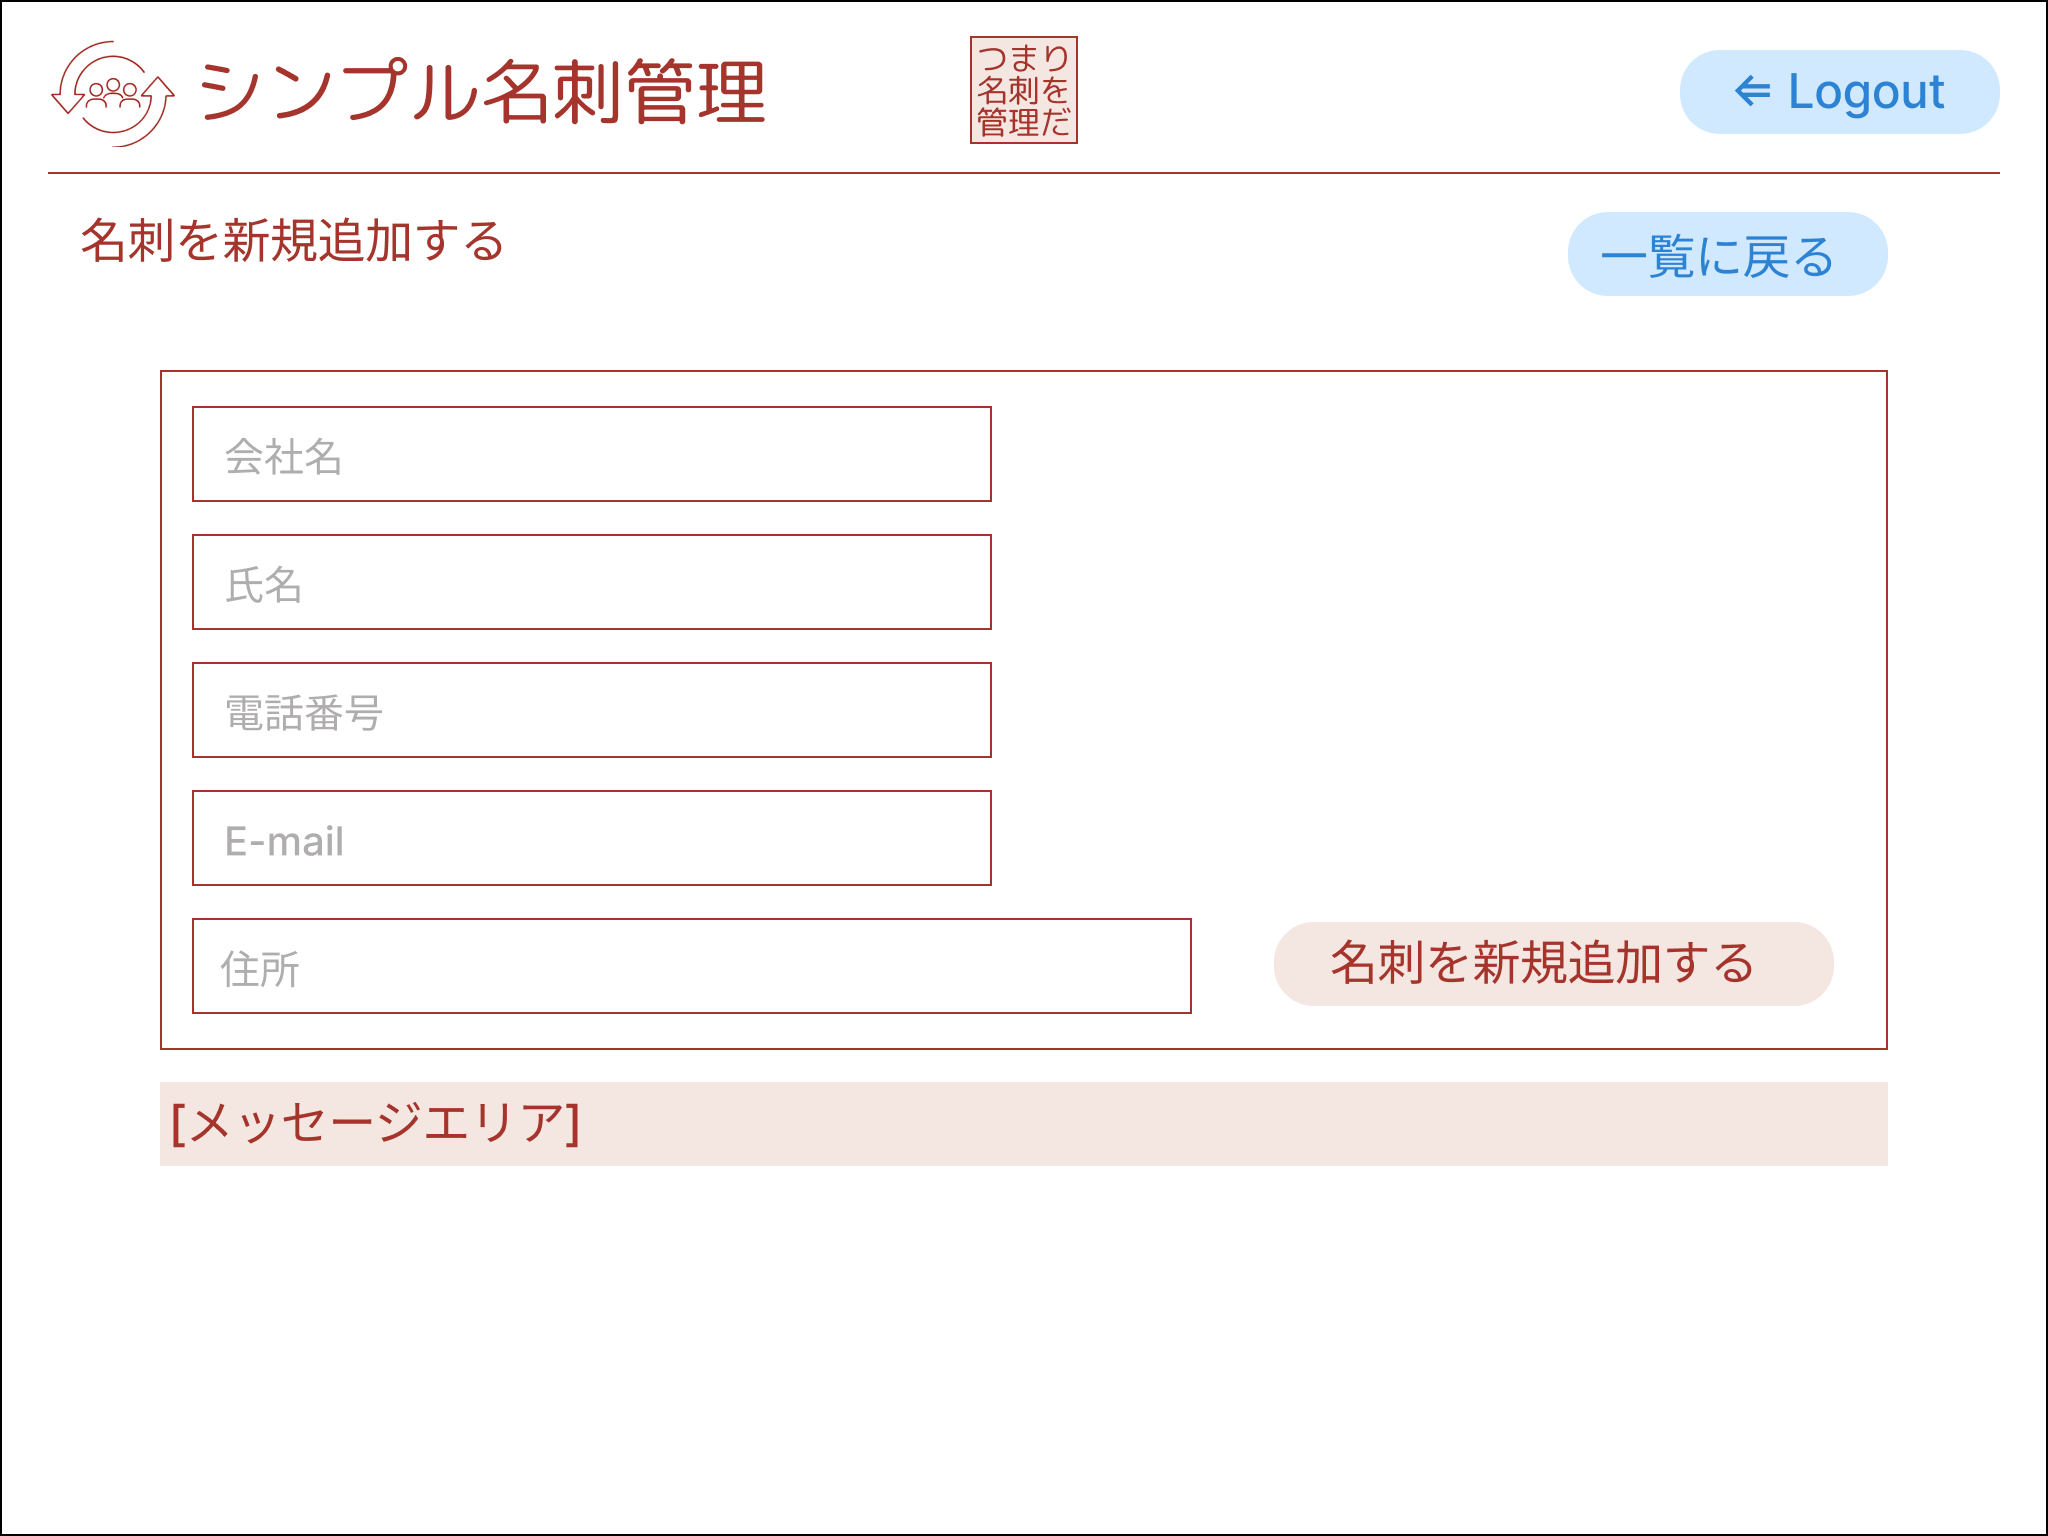 シンプル名刺管理
つまり
名刺を
管理だ
⇐ Logout
名刺を新規追加する
一覧に戻る
会社名
氏名
電話番号
E-mail
住所
名刺を新規追加する
[メッセージエリア]